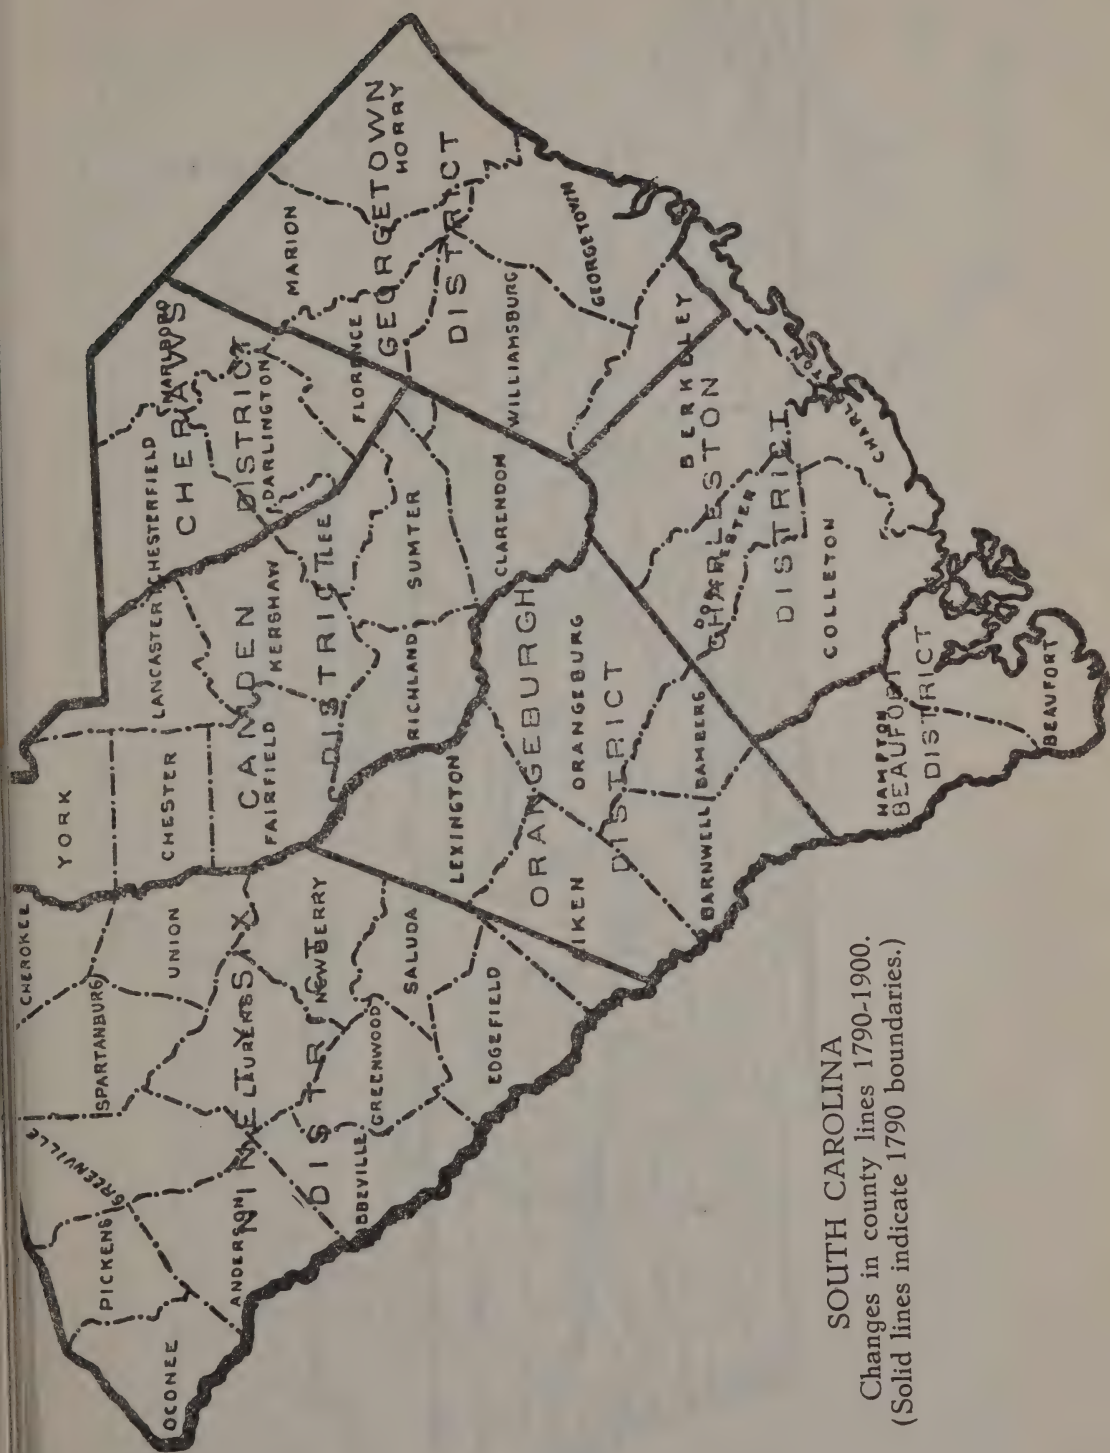 CHEROKEE
YORK
SPARTANBURG
GREENVILLE
PICKENS
OCONEE
UNION
CHESTER
LANCASTER
CHESTERFIELD
MARLBORO
CHERAWS
DISTRICT
DARLINGTON
MARION
GEORGETOWN
HORRY
DISTRICT
FLORENCE
ANDERSON
LAURENS
NINETY SIX
DISTRICT
NEWBERRY
FAIRFIELD
CAMDEN
KERSHAW
DISTRICT
LEE
ABBEVILLE
GREENWOOD
SALUDA
RICHLAND
SUMTER
EDGEFIELD
LEXINGTON
CLARENDON
WILLIAMSBURG
GEORGETOWN
ORANGEBURGH
AIKEN
ORANGEBURG
DISTRICT
BARNWELL
BAMBERG
BERKELEY
CHARLESTON
DORCHESTER
DISTRICT
CHARLESTON
COLLETON
HAMPTON
BEAUFORT
DISTRICT
BEAUFORT
SOUTH CAROLINA
Changes in county lines 1790-1900.
(Solid lines indicate 1790 boundaries.)